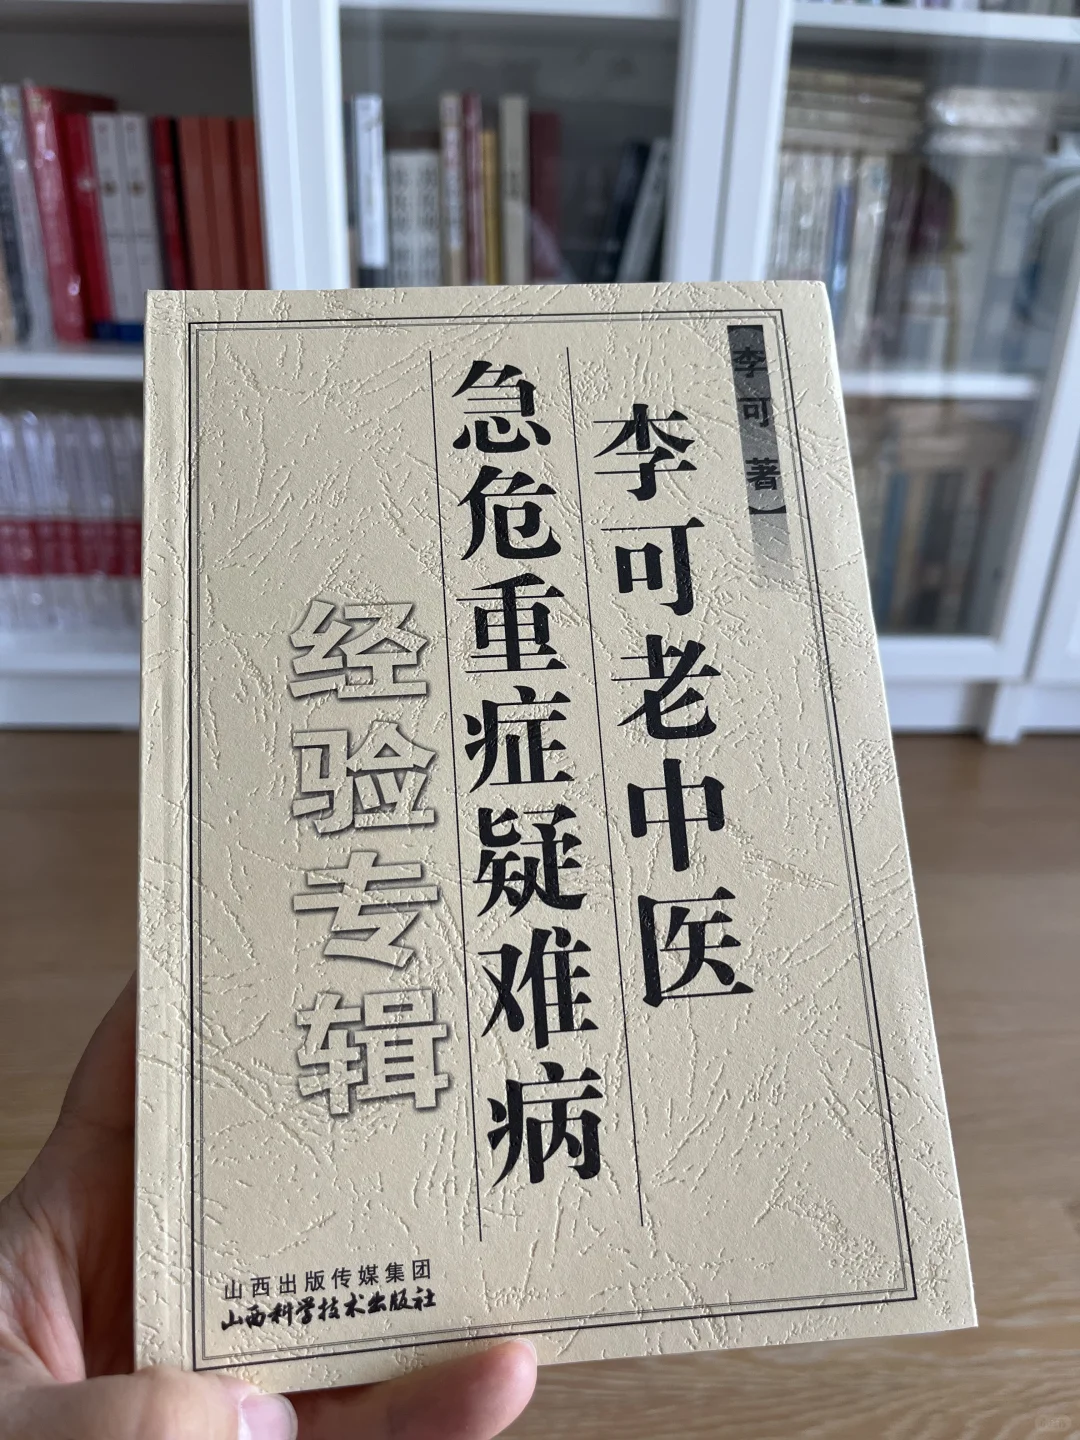 李可 著】
李可老中医
急危重症疑难病
经验专辑
山西出版传媒集团
山西科学技术出版社